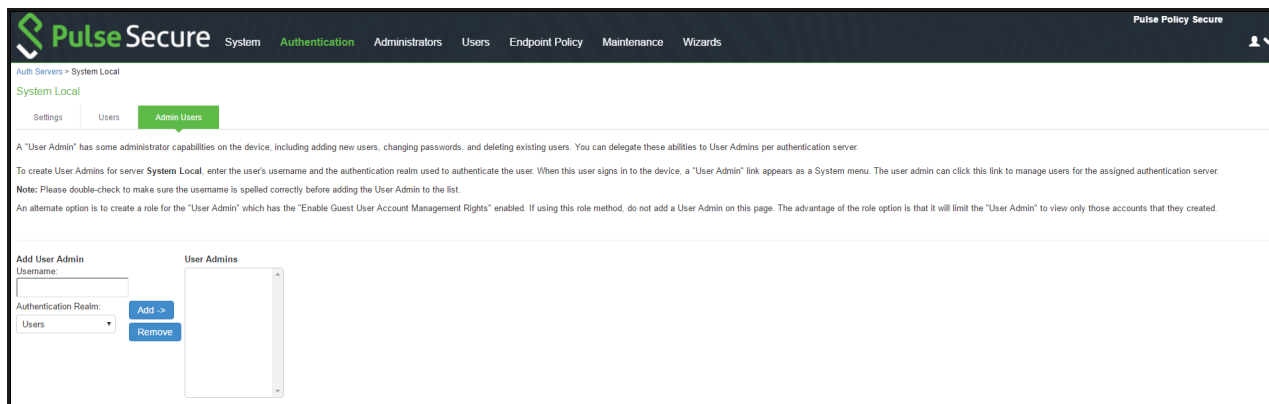 Pulse Policy Secure
Pulse Secure System Authentication Administrators Users Endpoint Policy Maintenance Wizards
Auth Servers > System Local
System Local
Settings Users Admin Users
A "User Admin" has some administrator capabilities on the device, including adding new users, changing passwords, and deleting existing users. You can delegate these abilities to User Admins per authentication server.
To create User Admins for server System Local, enter the user's username and the authentication realm used to authenticate the user. When this user signs in to the device, a "User Admin" link appears as a System menu. The user admin can click this link to manage users for the assigned authentication server.
Note: Please double-check to make sure the username is spelled correctly before adding the User Admin to the list.
An alternate option is to create a role for the "User Admin" which has the "Enable Guest User Account Management Rights" enabled. If using this role method, do not add a User Admin on this page. The advantage of the role option is that it will limit the "User Admin" to view only those accounts that they created.
Add User Admin User Admins
Username:
Authentication Realm: Add ->
Users Remove